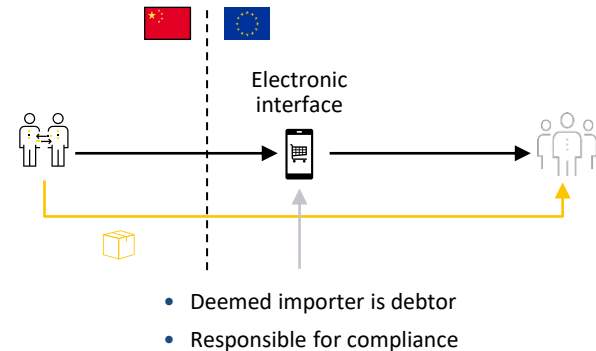 Electronic
interface
• Deemed importer is debtor
• Responsible for compliance